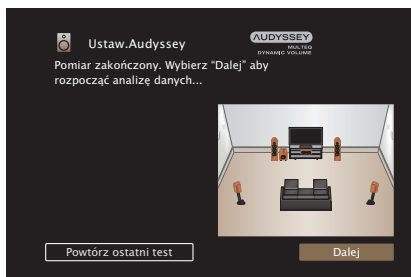 Ustaw.Audyssey
AUDYSSEY
MULTEQ
DYNAMIC VOLUME
Pomiar zakończony. Wybierz “Dalej” aby
rozpocząć analizę danych...
Powtórz ostatni test
Dalej